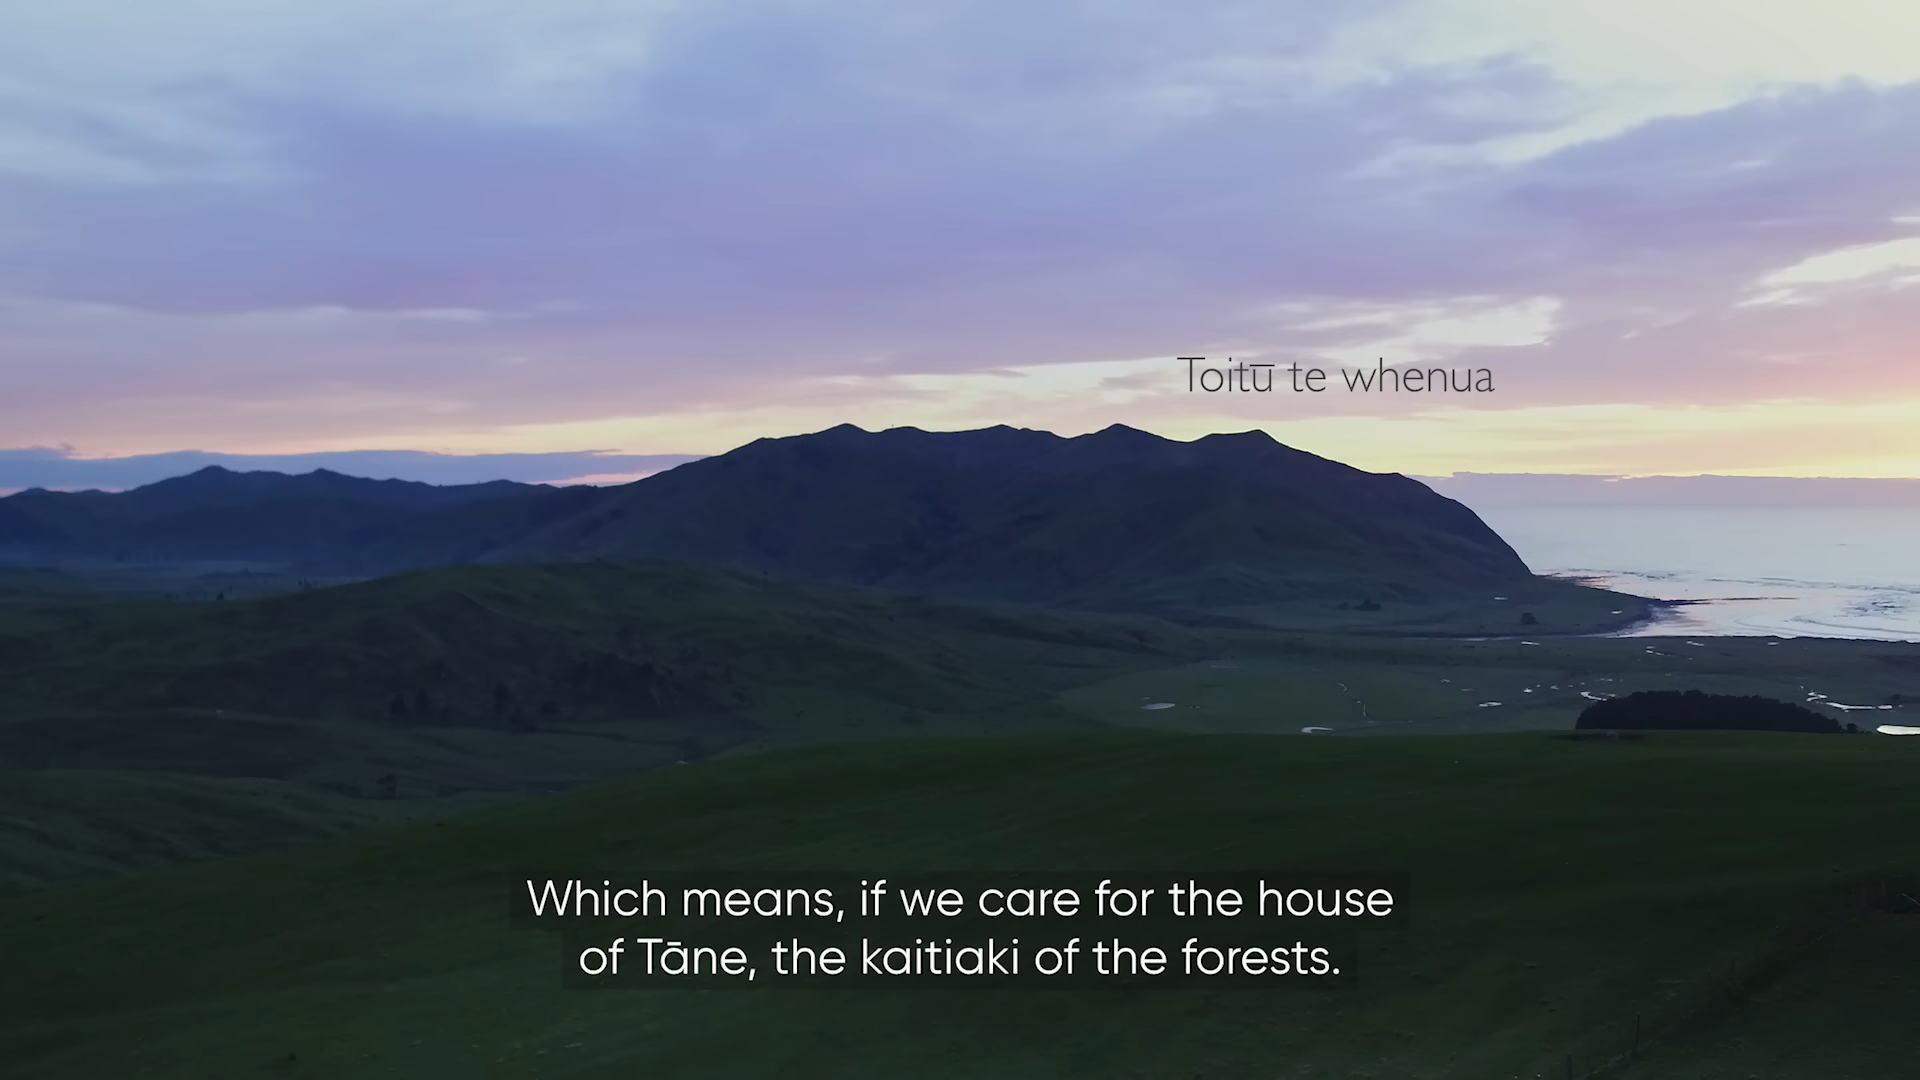 Toitū te whenua
Which means, if we care for the house
of Tāne, the kaitiaki of the forests.